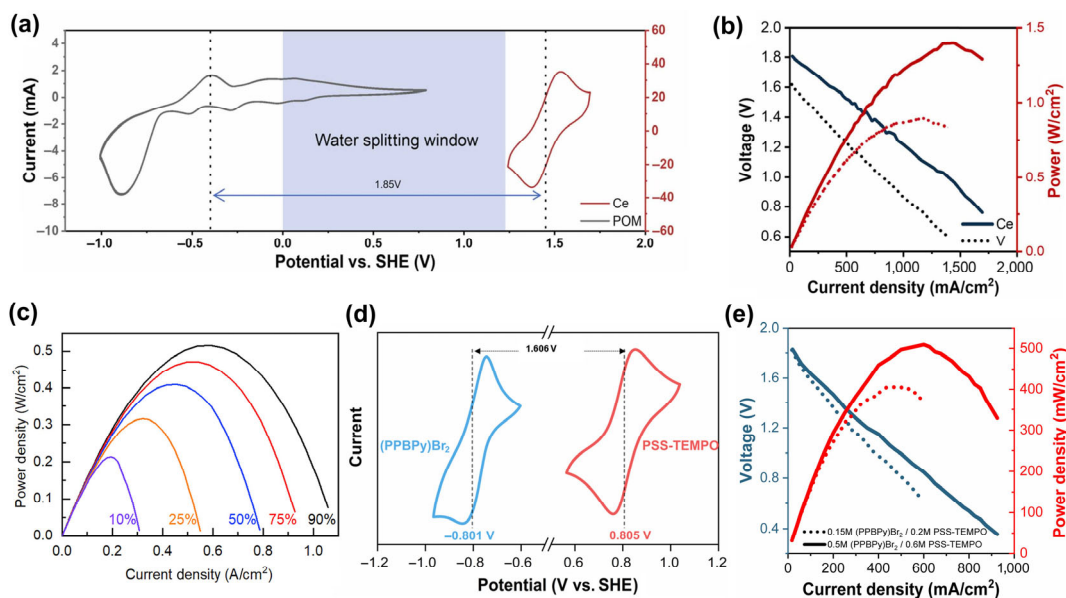 (a)
4
2
0
−2
−4
−6
−8
−10
Current (mA)
60
40
20
0
−20
−40
−60
Water splitting window
1.85V
Ce
POM
−1.0
−0.5
0.0
0.5
1.0
1.5
2.0
Potential vs. SHE (V)
(b)
2.0
1.8
1.6
1.4
1.2
1.0
0.8
0.6
Voltage (V)
1.5
1.0
0.5
0.0
Power (W/cm²)
Ce
V
0
500
1,000
1,500
2,000
Current density (mA/cm²)
(c)
0.5
0.4
0.3
0.2
0.1
0
Power density (W/cm²)
10%
25%
50%
75%
90%
0.0
0.2
0.4
0.6
0.8
1.0
Current density (A/cm²)
(d)
Current
1.606 V
(PPBPy)Br₂
PSS-TEMPO
−0.801 V
0.805 V
−1.2
−1.0
−0.8
−0.6
0.6
0.8
1.0
1.2
Potential (V vs. SHE)
(e)
2.0
1.6
1.2
0.8
0.4
Voltage (V)
500
400
300
200
100
0
Power density (mW/cm²)
0.15M (PPBPy)Br₂ / 0.2M PSS-TEMPO
0.5M (PPBPy)Br₂ / 0.6M PSS-TEMPO
0
200
400
600
800
1,000
Current density (mA/cm²)